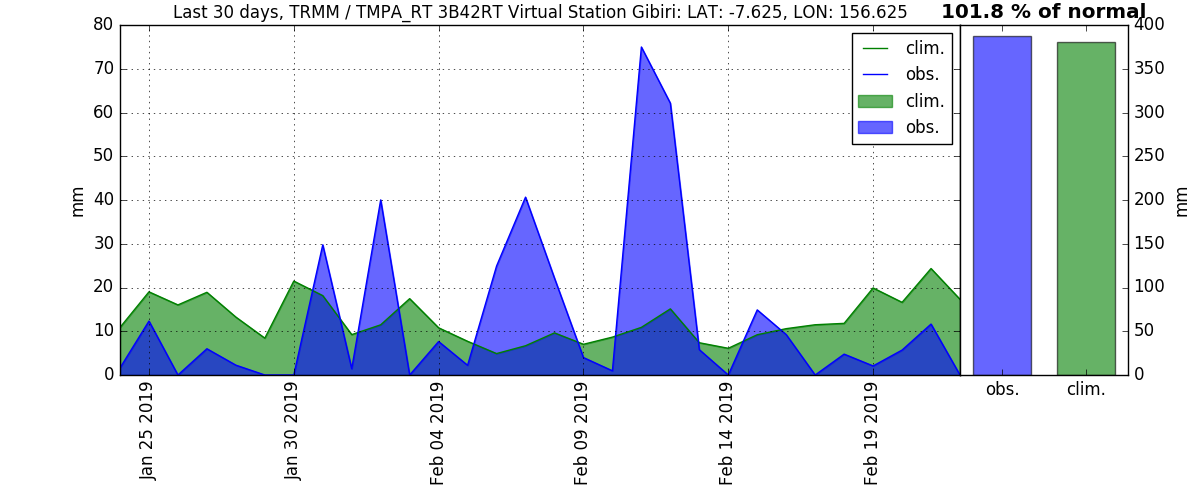 Last 30 days, TRMM / TMPA_RT 3B42RT Virtual Station Gibiri: LAT: -7.625, LON: 156.625
101.8 % of normal
80
70
60
50
40
30
20
10
0
mm
clim.
obs.
clim.
obs.
400
350
300
250
200
150
100
50
0
mm
Jan 25 2019
Jan 30 2019
Feb 04 2019
Feb 09 2019
Feb 14 2019
Feb 19 2019
obs.
clim.